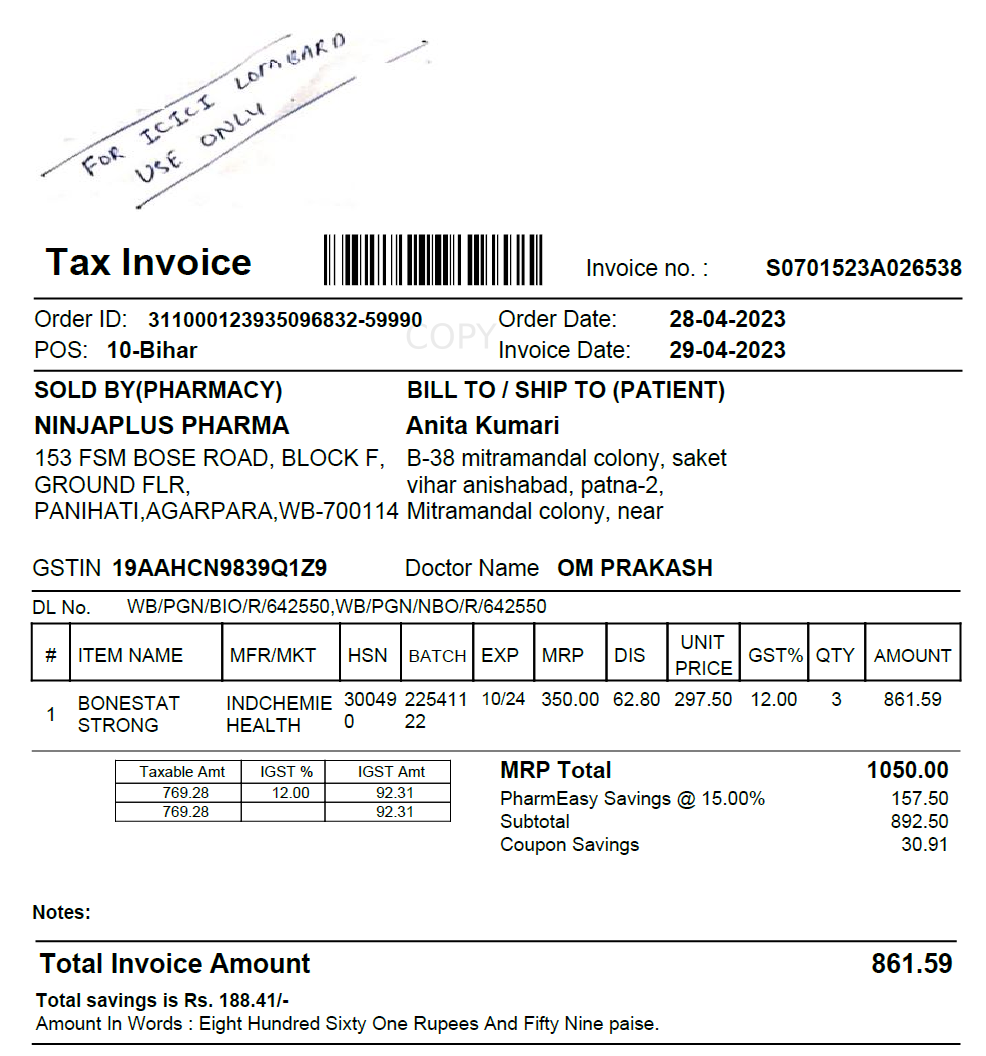 FOR ICICI LOMBARD
USE ONLY
Tax Invoice
Invoice no. : S0701523A026538
Order ID: 311000123935096832-59990
Order Date: 28-04-2023
COPY
POS: 10-Bihar
Invoice Date: 29-04-2023
SOLD BY(PHARMACY)
NINJAPLUS PHARMA
153 FSM BOSE ROAD, BLOCK F,
GROUND FLR,
PANIHATI,AGARPARA,WB-700114
BILL TO / SHIP TO (PATIENT)
Anita Kumari
B-38 mitramandal colony, saket
vihar anishabad, patna-2,
Mitramandal colony, near
GSTIN 19AAHCN9839Q1Z9
Doctor Name OM PRAKASH
DL No. WB/PGN/BIO/R/642550,WB/PGN/NBO/R/642550
# ITEM NAME MFR/MKT HSN BATCH EXP MRP DIS UNIT PRICE GST% QTY AMOUNT
1 BONESTAT INDCHEMIE 30049 225411 10/24 350.00 62.80 297.50 12.00 3 861.59
STRONG HEALTH 0 22
Taxable Amt IGST % IGST Amt
769.28 12.00 92.31
769.28 92.31
MRP Total 1050.00
PharmEasy Savings @ 15.00% 157.50
Subtotal 892.50
Coupon Savings 30.91
Notes:
Total Invoice Amount 861.59
Total savings is Rs. 188.41/-
Amount In Words : Eight Hundred Sixty One Rupees And Fifty Nine paise.